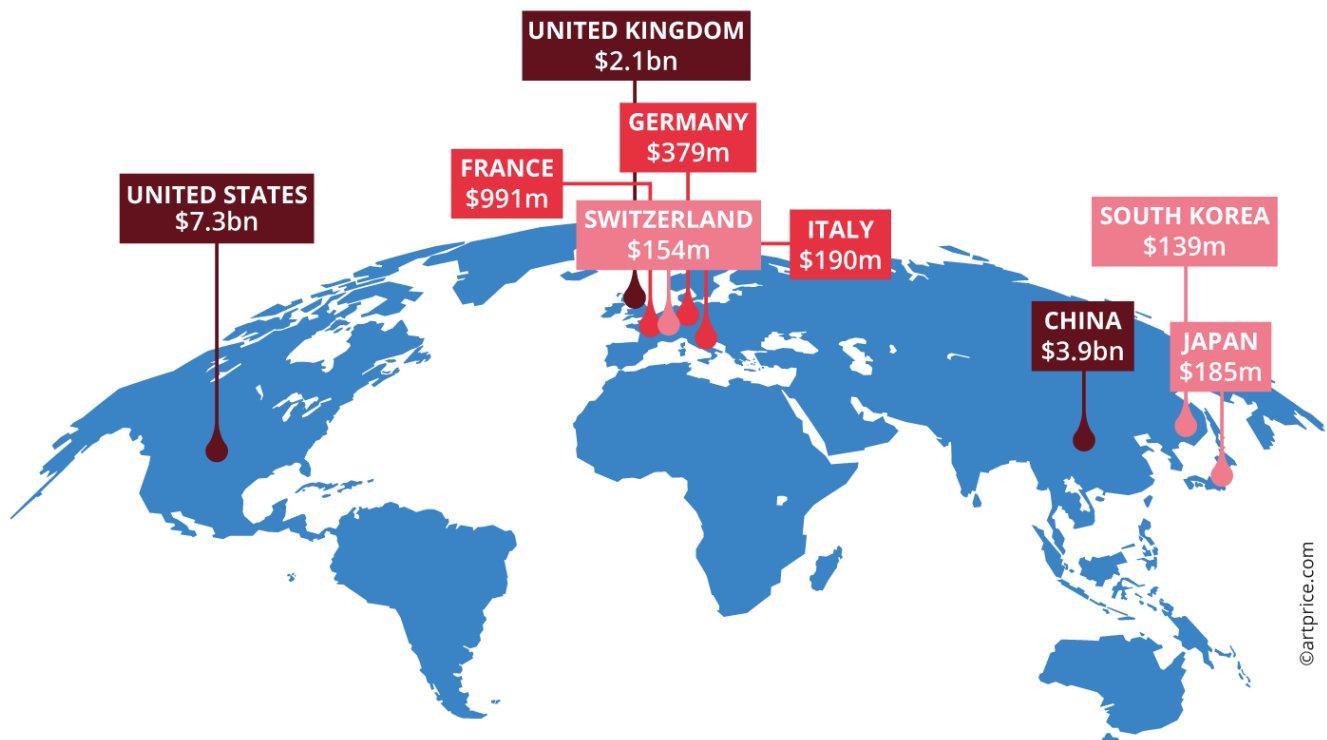 UNITED KINGDOM
$2.1bn
GERMANY
$379m
FRANCE
$991m
UNITED STATES
$7.3bn
SWITZERLAND
$154m
ITALY
$190m
SOUTH KOREA
$139m
CHINA
$3.9bn
JAPAN
$185m
©artprice.com